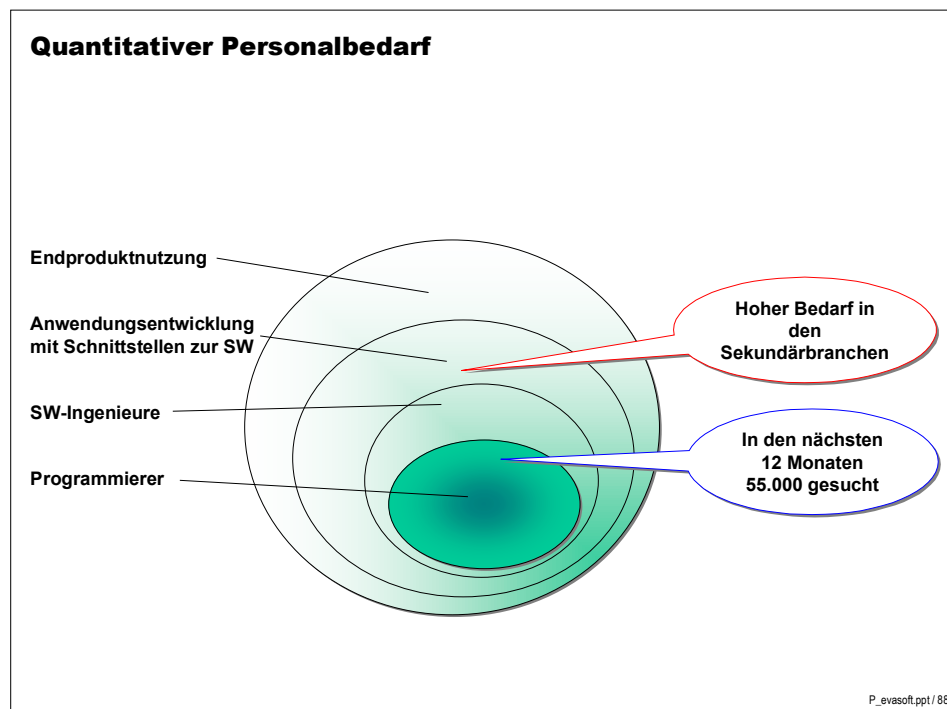 Quantitativer Personalbedarf
Endproduktnutzung
Anwendungsentwicklung
mit Schnittstellen zur SW
SW-Ingenieure
Programmierer
Hoher Bedarf in
den
Sekundärbranchen
In den nächsten
12 Monaten
55.000 gesucht
P_evasoft.ppt / 88